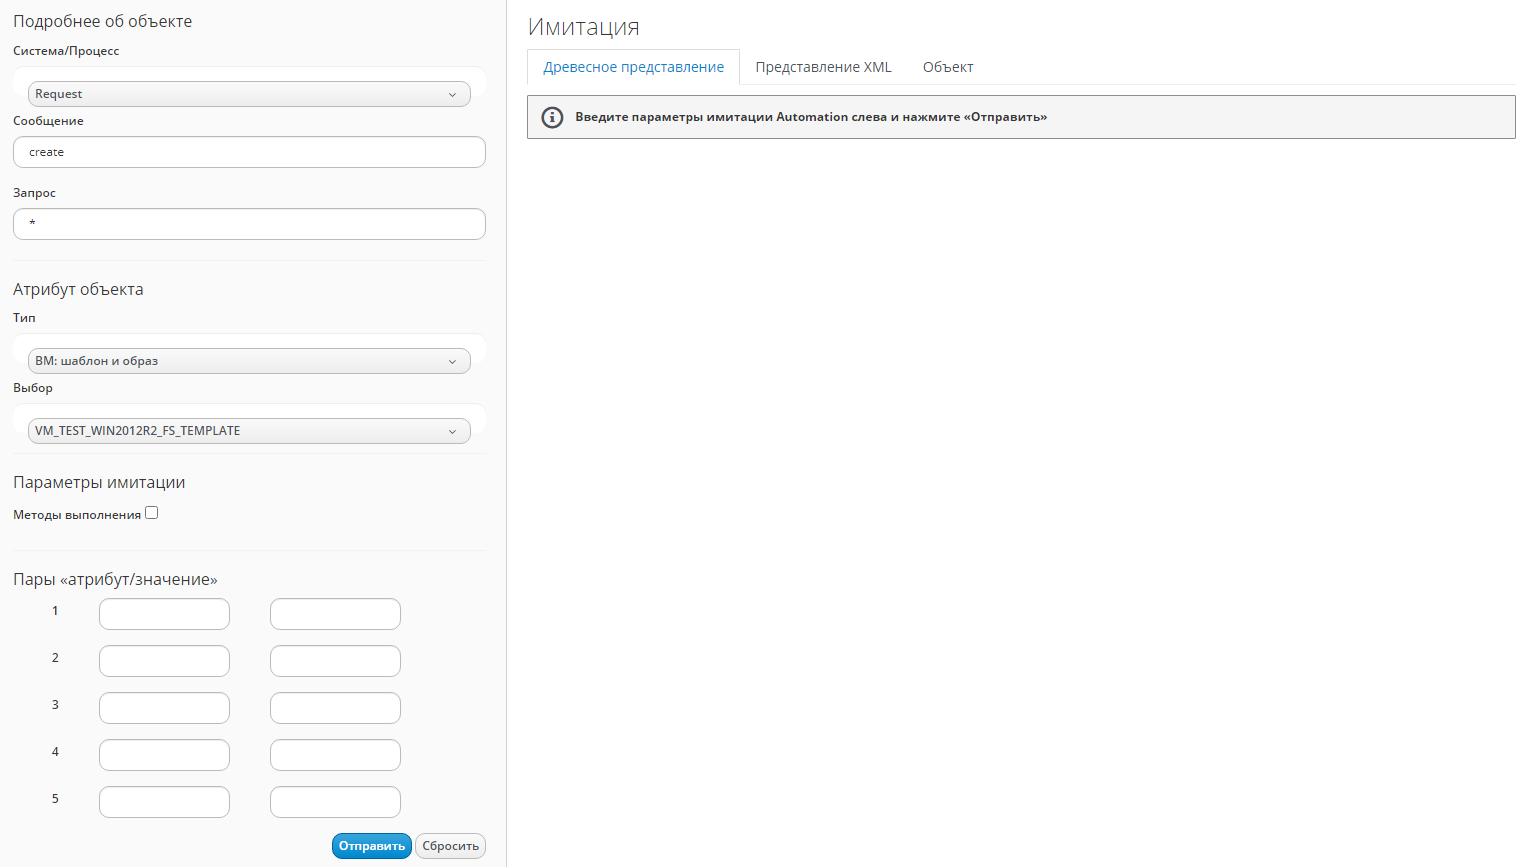 Подробнее об объекте
Система/Процесс
Request
Сообщение
create
Запрос
*
Атрибут объекта
Тип
ВМ: шаблон и образ
Выбор
VM_TEST_WIN2012R2_FS_TEMPLATE
Параметры имитации
Методы выполнения
Пары «атрибут/значение»
1
2
3
4
5
Отправить Сбросить
Имитация
Древесное представление Представление XML Объект
Введите параметры имитации Automation слева и нажмите «Отправить»